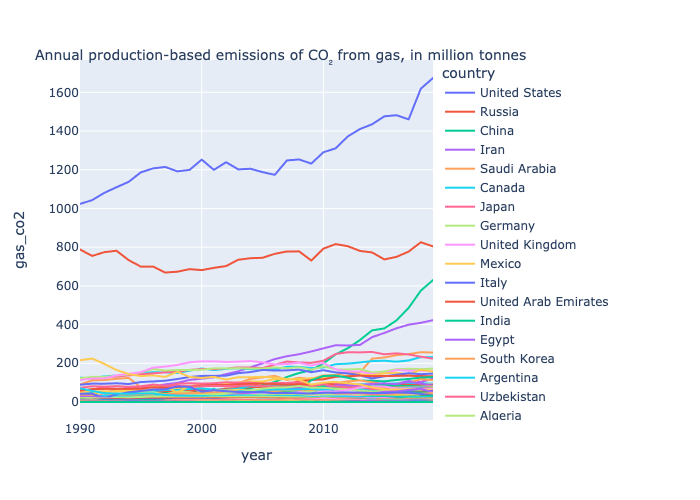 Annual production-based emissions of CO₂ from gas, in million tonnes
country
United States
Russia
China
Iran
Saudi Arabia
Canada
Japan
Germany
United Kingdom
Mexico
Italy
United Arab Emirates
India
Egypt
South Korea
Argentina
Uzbekistan
Algeria
gas_co2
1600
1400
1200
1000
800
600
400
200
0
1990
2000
2010
year